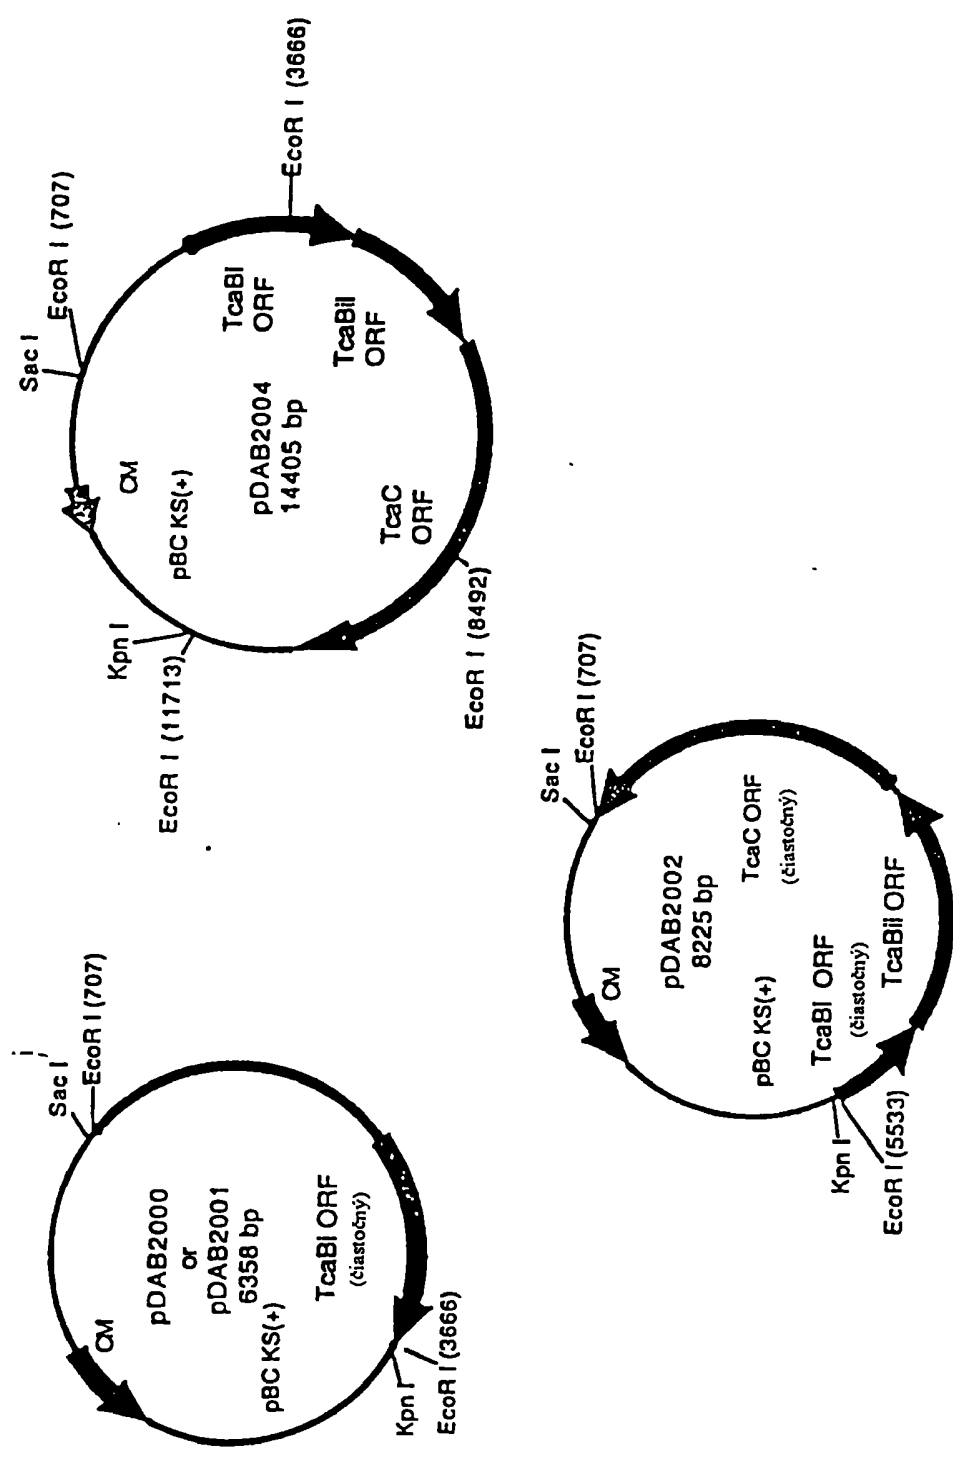 i,
Sac I
EcoR I (707)
CM
pDAB2000
or
pDAB2001
6358 bp
pBC KS(+)
TcaBI ORF
(čiastočný)
Kpn I
EcoR I (3666)
Sac I
EcoR I (707)
EcoR I (3666)
CM
pBC KS(+)
pDAB2004
14405 bp
TcaBI
ORF
TcaBiI
ORF
TcaC
ORF
Kpn I
EcoR I (11713)
EcoR I (8492)
Sac I
EcoR I (707)
CM
pDAB2002
8225 bp
TcaC ORF
(čiastočný)
pBC KS(+)
TcaBI ORF
(čiastočný)
TcaBiI ORF
Kpn I
EcoR I (5533)